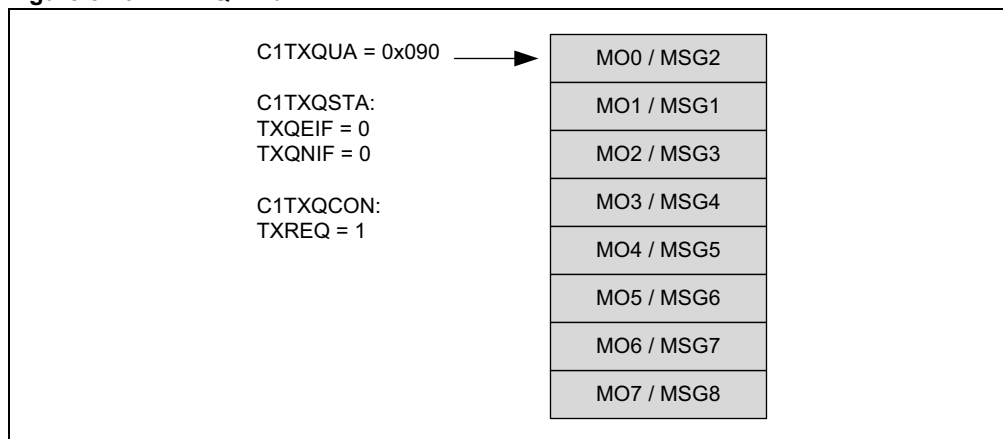 C1TXQUA = 0x090
C1TXQSTA:
TXQEIF = 0
TXQNIF = 0
C1TXQCON:
TXREQ = 1
MO0 / MSG2
MO1 / MSG1
MO2 / MSG3
MO3 / MSG4
MO4 / MSG5
MO5 / MSG6
MO6 / MSG7
MO7 / MSG8